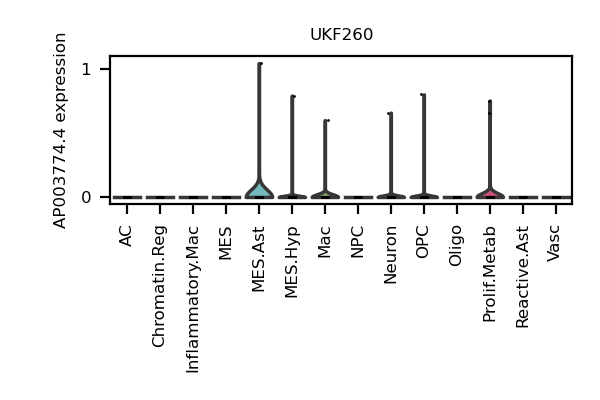 UKF260
AP003774.4 expression
1
0
AC
Chromatin.Reg
Inflammatory.Mac
MES
MES.Ast
MES.Hyp
Mac
NPC
Neuron
OPC
Oligo
Prolif.Metab
Reactive.Ast
Vasc